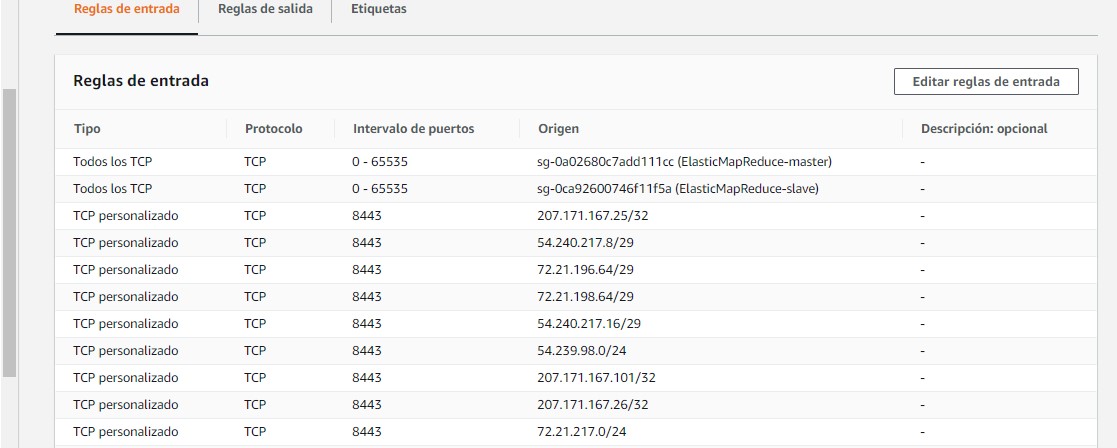 Reglas de entrada Reglas de salida Etiquetas
Reglas de entrada Editar reglas de entrada
Tipo Protocolo Intervalo de puertos Origen Descripción: opcional
Todos los TCP TCP 0 - 65535 sg-0a02680c7add111cc (ElasticMapReduce-master) -
Todos los TCP TCP 0 - 65535 sg-0ca92600746f11f5a (ElasticMapReduce-slave) -
TCP personalizado TCP 8443 207.171.167.25/32 -
TCP personalizado TCP 8443 54.240.217.8/29 -
TCP personalizado TCP 8443 72.21.196.64/29 -
TCP personalizado TCP 8443 72.21.198.64/29 -
TCP personalizado TCP 8443 54.240.217.16/29 -
TCP personalizado TCP 8443 54.239.98.0/24 -
TCP personalizado TCP 8443 207.171.167.101/32 -
TCP personalizado TCP 8443 207.171.167.26/32 -
TCP personalizado TCP 8443 72.21.217.0/24 -